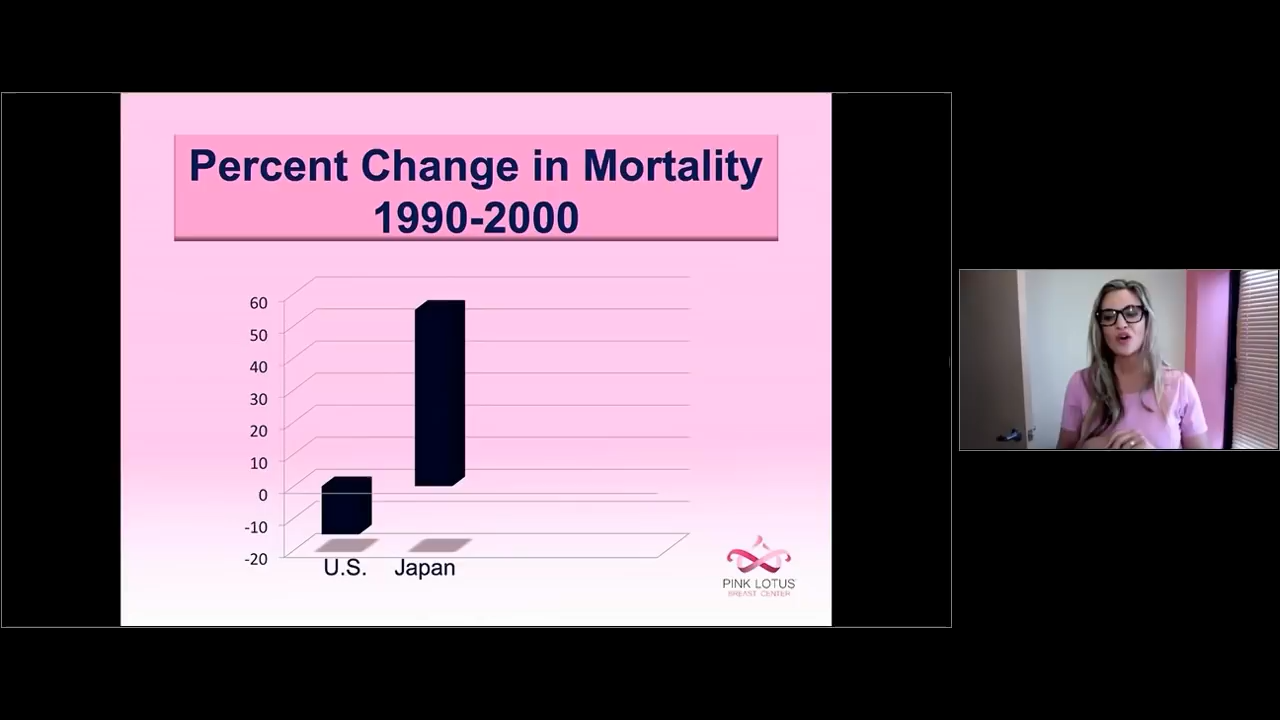 Percent Change in Mortality
1990-2000
60
50
40
30
20
10
0
-10
-20
U.S.
Japan
PINK LOTUS
BREAST CENTER